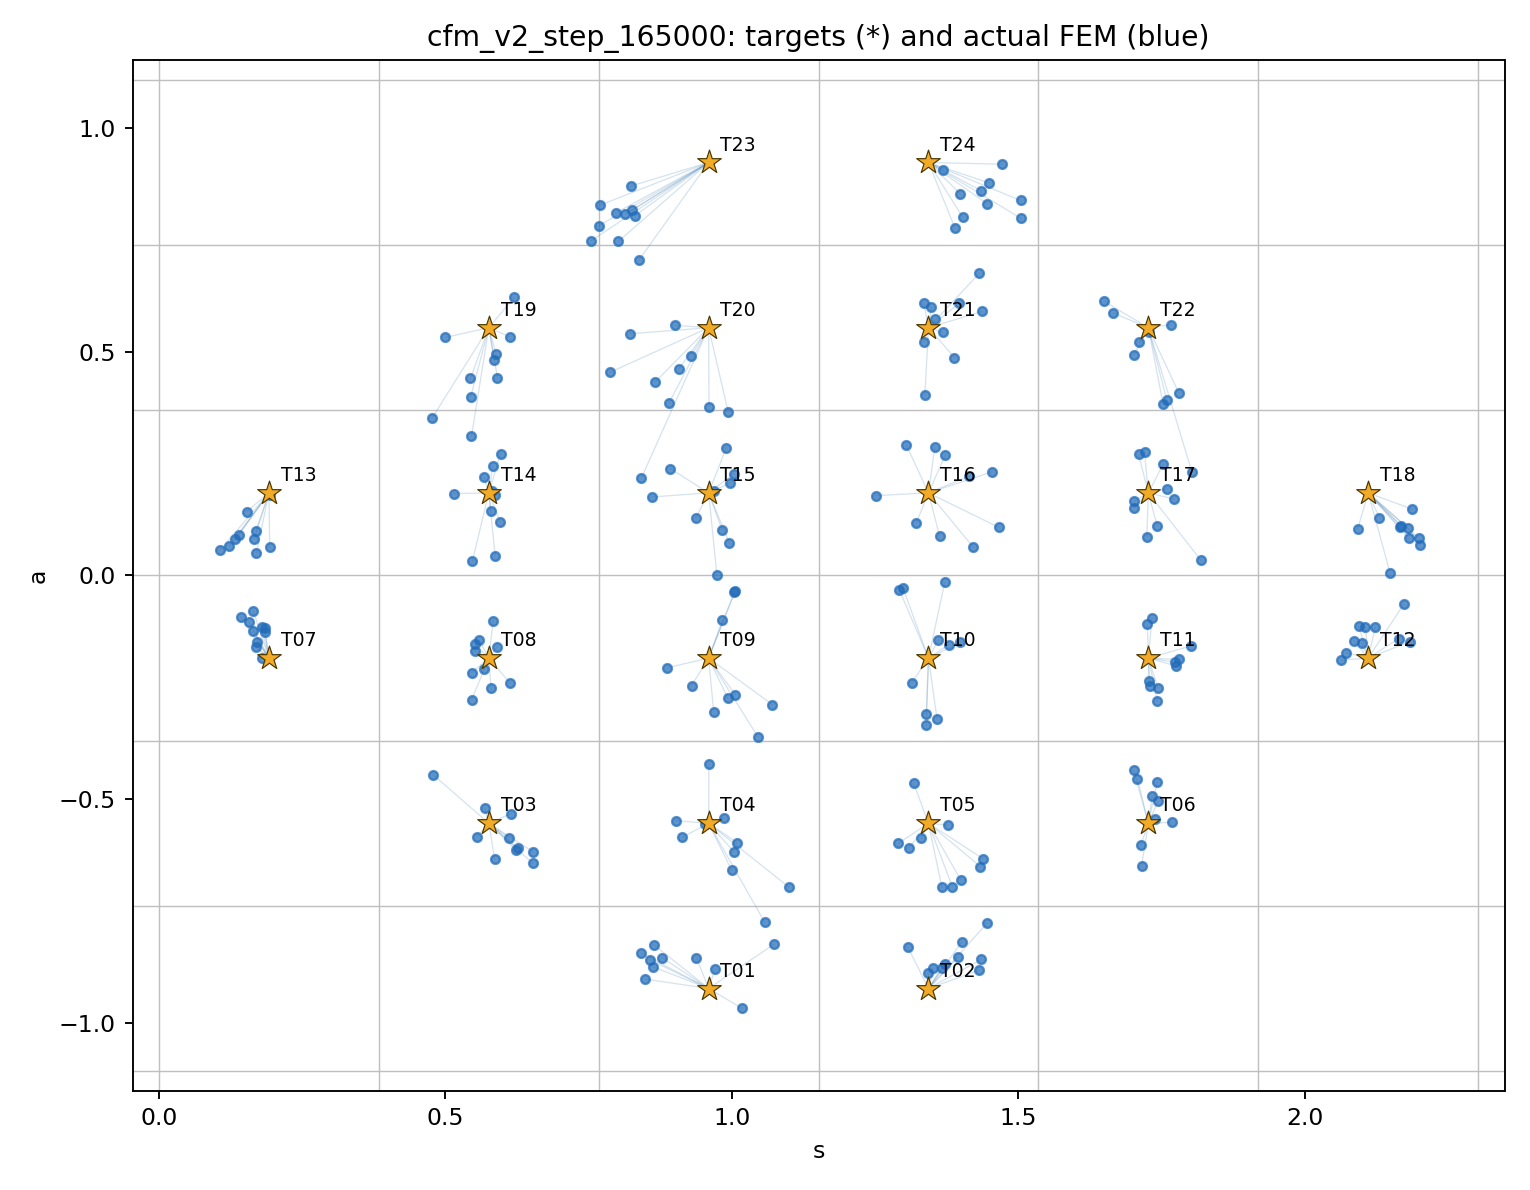 cfm_v2_step_165000: targets (*) and actual FEM (blue)
1.0
0.5
0.0
−0.5
−1.0
a
T23
T24
T19
T20
T21
T22
T13
T14
T15
T16
T17
T18
T07
T08
T09
T10
T11
T12
T03
T04
T05
T06
T01
T02
0.0
0.5
1.0
1.5
2.0
s